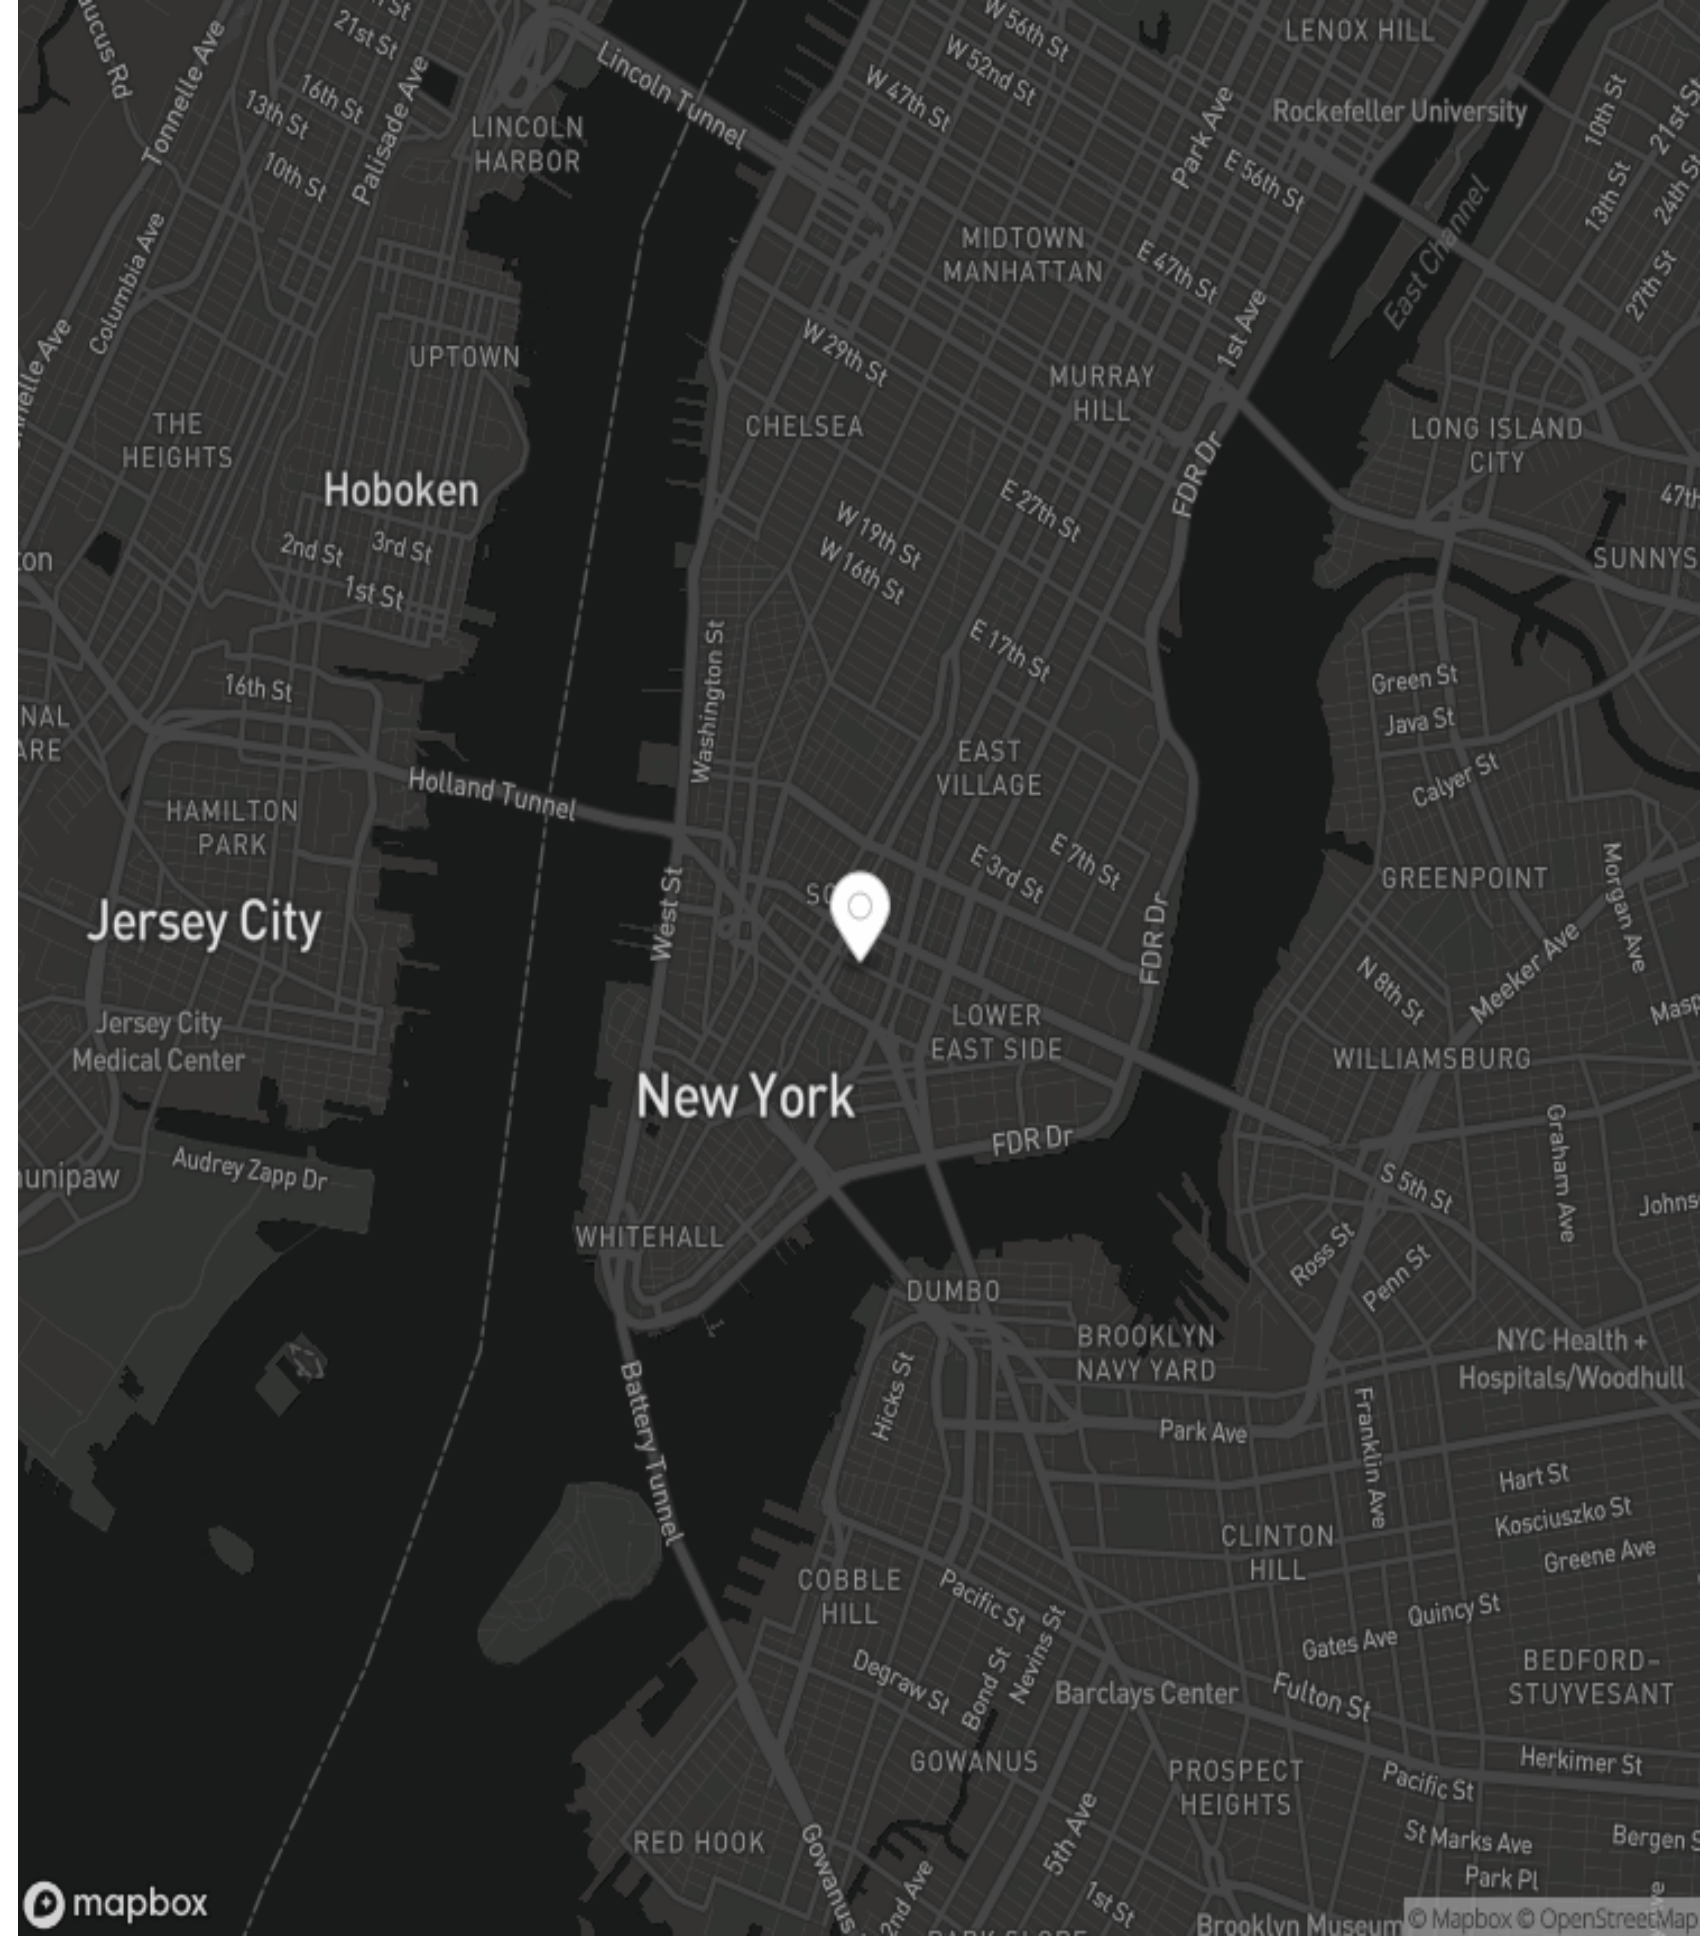 W 56th St
LENOX HILL
21st St
W 52nd St
Lincoln Tunnel
16th St
W 47th St
Park Ave
Rockefeller University
10th St
21st St
Tonnelle Ave
Palisade Ave
13th St
LINCOLN
HARBOR
10th St
E 56th St
13th St
24th St
East Channel
MIDTOWN
MANHATTAN
E 47th St
27th St
Columbia Ave
1st Ave
W 29th St
UPTOWN
MURRAY
HILL
THE
HEIGHTS
CHELSEA
LONG ISLAND
CITY
FDR Dr
Hoboken
E 27th St
47th
W 19th St
2nd St
3rd St
W 16th St
SUNNYS
1st St
Washington St
E 17th St
16th St
Green St
Java St
EAST
VILLAGE
Holland Tunnel
Calyer St
HAMILTON
PARK
E 7th St
E 3rd St
GREENPOINT
Morgan Ave
West St
FDR Dr
Jersey City
Meeker Ave
N 8th St
Jersey City
Medical Center
LOWER
EAST SIDE
WILLIAMSBURG
New York
FDR Dr
Graham Ave
Audrey Zapp Dr
S 5th St
WHITEHALL
Ross St
Penn St
DUMBO
BROOKLYN
NAVY YARD
NYC Health +
Hospitals/Woodhull
Hicks St
Battery Tunnel
Park Ave
Franklin Ave
Hart St
Kosciuszko St
CLINTON
HILL
Greene Ave
COBBLE
HILL
Pacific St
Quincy St
Nevins St
Gates Ave
Degraw St
Bond St
Barclays Center
Fulton St
BEDFORD-
STUYVESANT
GOWANUS
PROSPECT
HEIGHTS
Herkimer St
Pacific St
RED HOOK
5th Ave
St Marks Ave
Bergen S
Gowanus
Park Pl
2nd Ave
1st St
mapbox
Brooklyn Museum
© Mapbox © OpenStreetMap